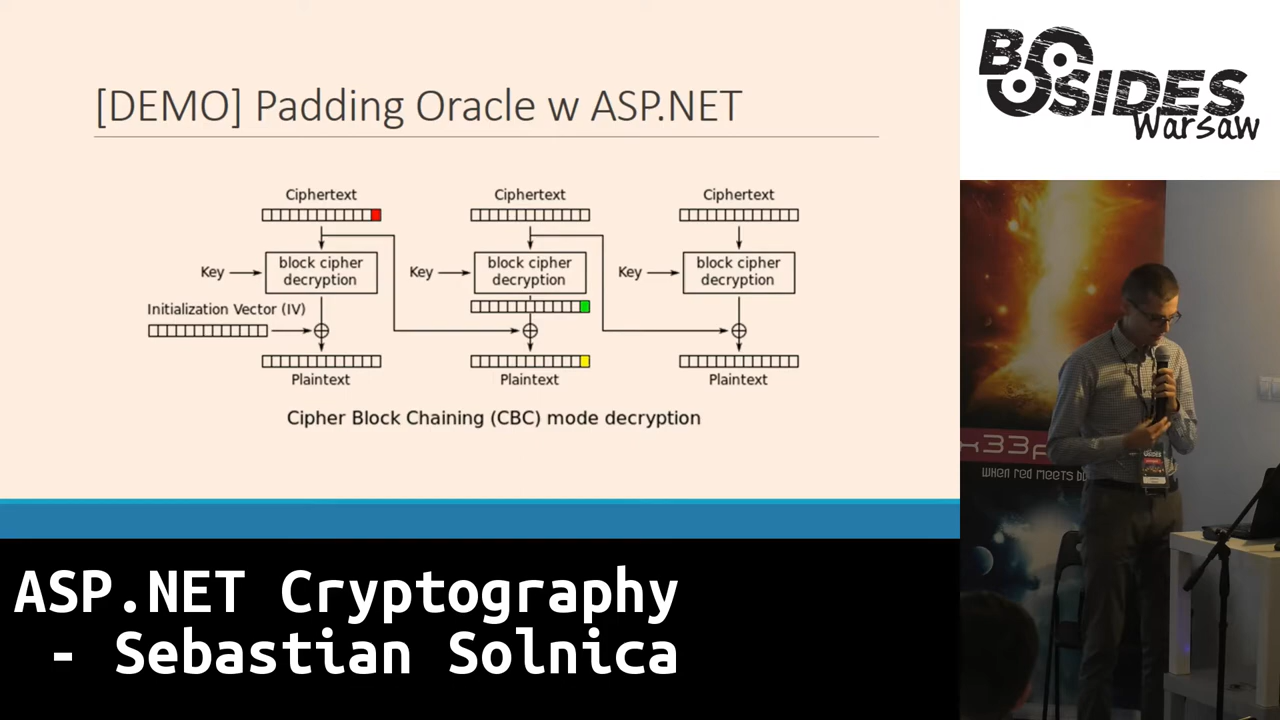 [DEMO] Padding Oracle w ASP.NET
Ciphertext
Ciphertext
Ciphertext
Key
block cipher
decryption
Key
block cipher
decryption
Key
block cipher
decryption
Initialization Vector (IV)
Plaintext
Plaintext
Plaintext
Cipher Block Chaining (CBC) mode decryption
BSIDES
Warsaw
WHEN RED MEETS
ASP.NET Cryptography
- Sebastian Solnica